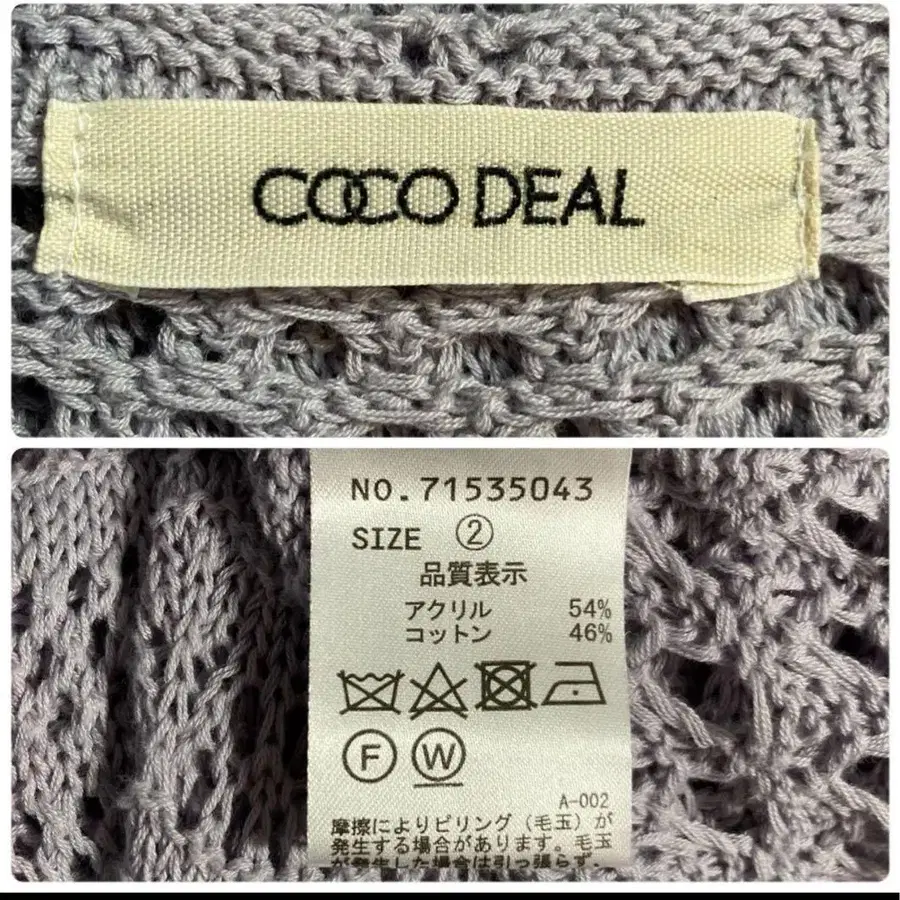 COCO DEAL
NO.71535043
SIZE ②
品質表示
アクリル 54%
コットン 46%
F W
A-002
摩擦によりピリング(毛玉)が
発生する場合があります。毛玉
が発生した場合は引っ張らず、